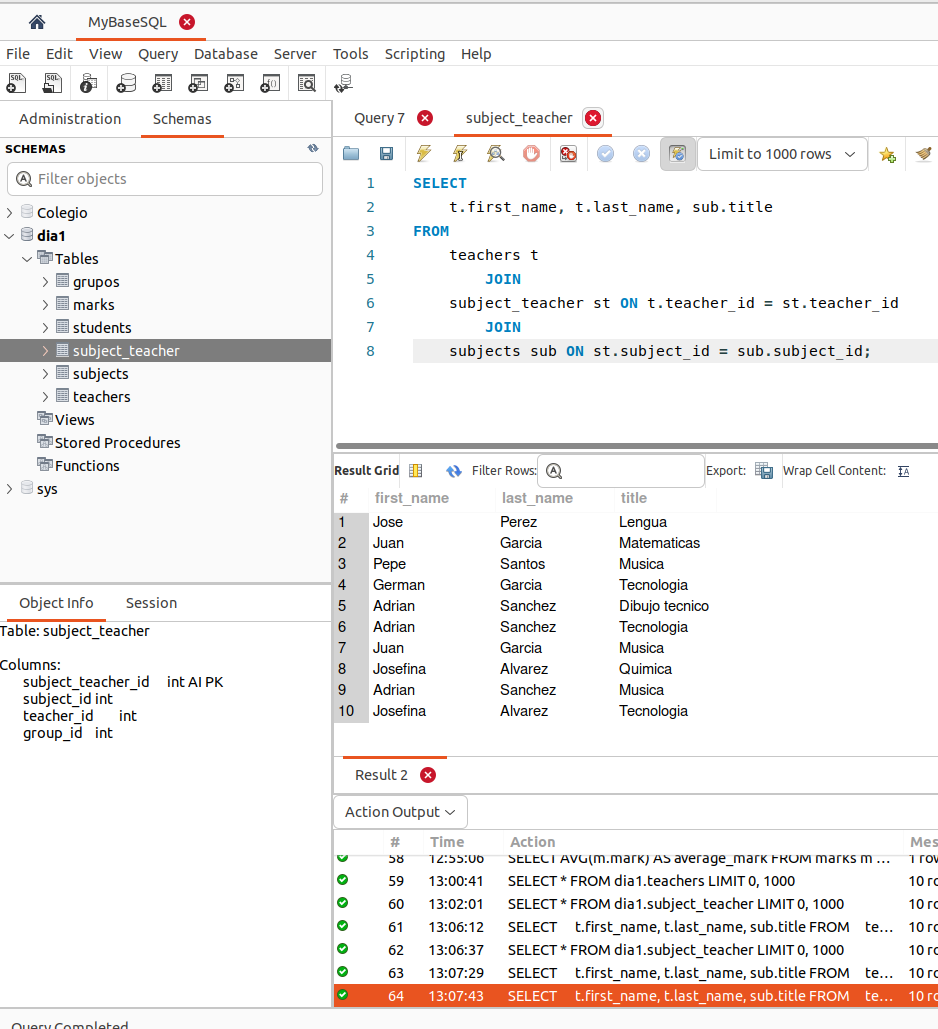 MyBaseSQL
File Edit View Query Database Server Tools Scripting Help
Administration Schemas
SCHEMAS
Filter objects
Colegio
dia1
Tables
grupos
marks
students
subject_teacher
subjects
teachers
Views
Stored Procedures
Functions
sys
Object Info Session
Table: subject_teacher
Columns:
subject_teacher_id int AI PK
subject_id int
teacher_id int
group_id int
Query 7 subject_teacher
Limit to 1000 rows
1 SELECT
2 t.first_name, t.last_name, sub.title
3 FROM
4 teachers t
5 JOIN
6 subject_teacher st ON t.teacher_id = st.teacher_id
7 JOIN
8 subjects sub ON st.subject_id = sub.subject_id;
Result Grid Filter Rows: Export: Wrap Cell Content:
# first_name last_name title
1 Jose Perez Lengua
2 Juan Garcia Matematicas
3 Pepe Santos Musica
4 German Garcia Tecnologia
5 Adrian Sanchez Dibujo tecnico
6 Adrian Sanchez Tecnologia
7 Juan Garcia Musica
8 Josefina Alvarez Quimica
9 Adrian Sanchez Musica
10 Josefina Alvarez Tecnologia
Result 2
Action Output
# Time Action Mes
58 12:55:06 SELECT AVG(m.mark) AS average_mark FROM marks m ... 1 row
59 13:00:41 SELECT * FROM dia1.teachers LIMIT 0, 1000 10 ro
60 13:02:01 SELECT * FROM dia1.subject_teacher LIMIT 0, 1000 10 ro
61 13:06:12 SELECT t.first_name, t.last_name, sub.title FROM te... 10 ro
62 13:06:37 SELECT * FROM dia1.subject_teacher LIMIT 0, 1000 10 ro
63 13:07:29 SELECT t.first_name, t.last_name, sub.title FROM te... 10 ro
64 13:07:43 SELECT t.first_name, t.last_name, sub.title FROM te... 10 ro
Query Completed